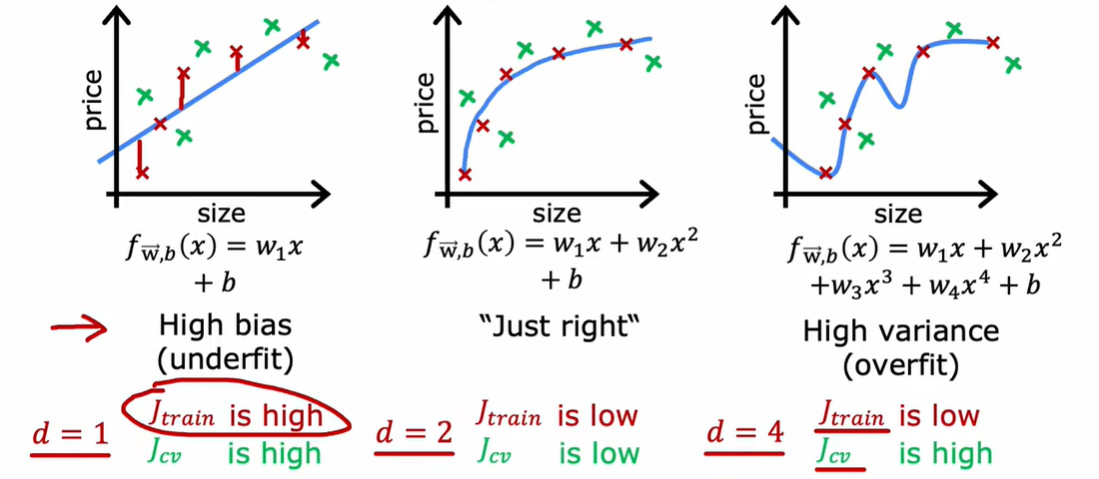 price
size
f_{\vec{w},b}(x) = w_1x
+ b
High bias
(underfit)
d = 1
J_{train} is high
J_{cv} is high
price
size
f_{\vec{w},b}(x) = w_1x + w_2x^2
+ b
"Just right"
d = 2
J_{train} is low
J_{cv} is low
price
size
f_{\vec{w},b}(x) = w_1x + w_2x^2
+w_3x^3 + w_4x^4 + b
High variance
(overfit)
d = 4
J_{train} is low
J_{cv} is high